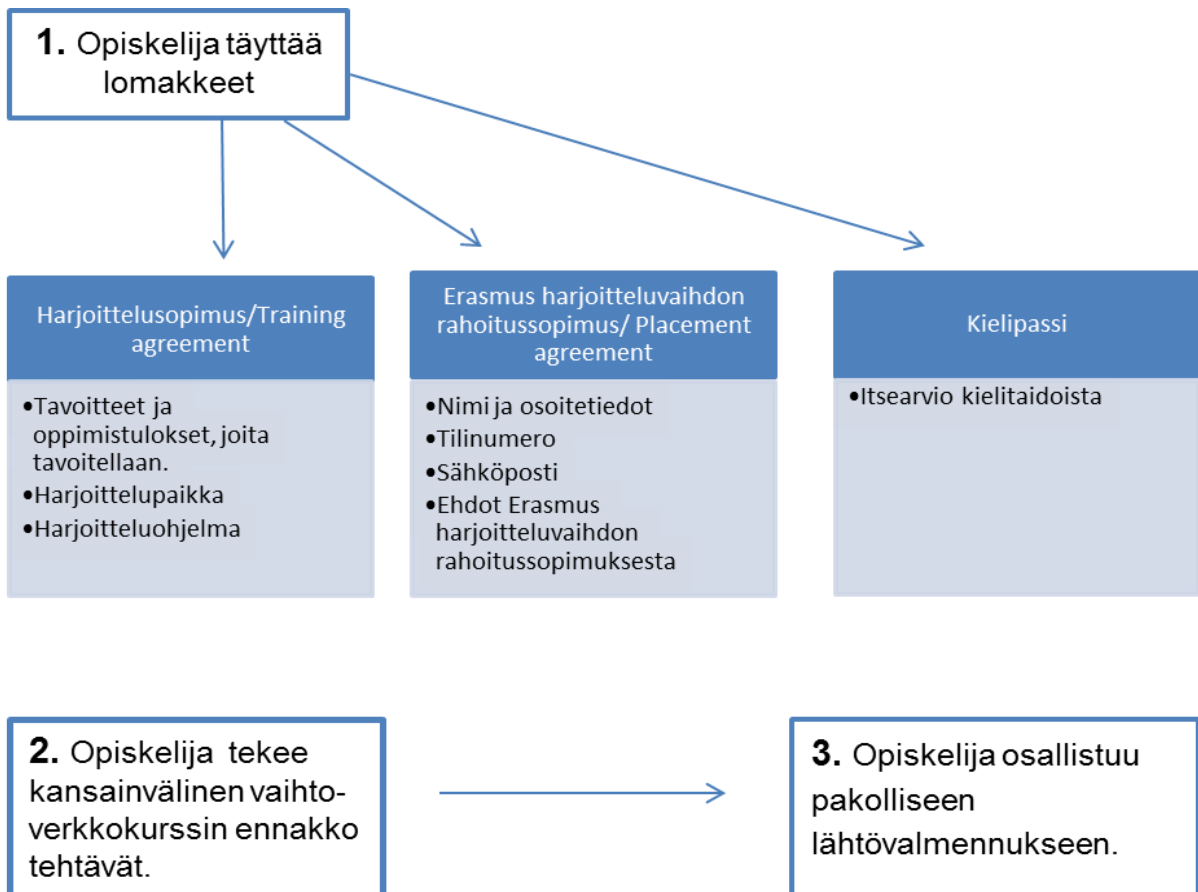 1. Opiskelija täyttää
lomakkeet
Harjoittelusopimus/Training
agreement
•Tavoitteet ja
oppimistulokset, joita
tavoitellaan.
•Harjoittelupaikka
•Harjoitteluohjelma
Erasmus harjoitteluvaihdon
rahoitussopimus/ Placement
agreement
•Nimi ja osoitetiedot
•Tilinumero
•Sähköposti
•Ehdot Erasmus
harjoitteluvaihdon
rahoitussopimuksesta
Kielipassi
•Itsearvio kielitaidoista
2. Opiskelija tekee
kansainvälinen vaihto-
verkkokurssin ennakko
tehtävät.
3. Opiskelija osallistuu
pakolliseen
lähtövalmennukseen.